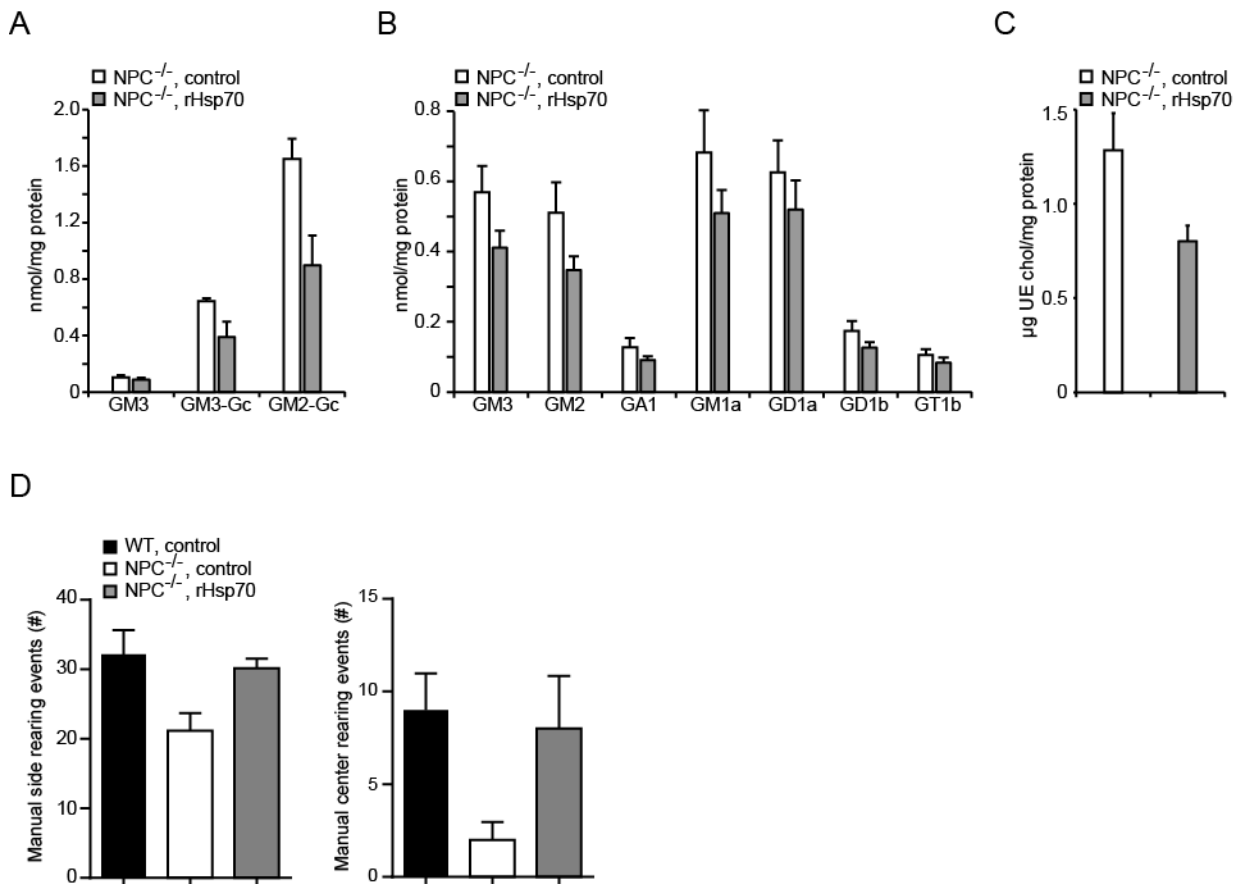 A
NPC-/-, control
NPC-/-, rHsp70
2.0
1.6
1.2
0.8
0.4
0
nmol/mg protein
GM3 GM3-Gc GM2-Gc
B
NPC-/-, control
NPC-/-, rHsp70
0.8
0.6
0.4
0.2
0
nmol/mg protein
GM3 GM2 GA1 GM1a GD1a GD1b GT1b
C
NPC-/-, control
NPC-/-, rHsp70
1.5
1.0
0.5
0
µg UE chol/mg protein
D
WT, control
NPC-/-, control
NPC-/-, rHsp70
40
30
20
10
0
Manual side rearing events (#)
15
10
5
0
Manual center rearing events (#)